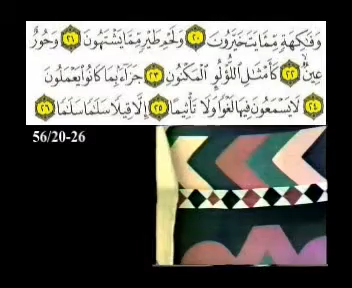 وَفَٰكِهَةٍ مِّمَّا يَتَخَيَّرُونَ ٢٠ وَلَحْمِ طَيْرٍ مِّمَّا يَشْتَهُونَ ٢١ وَحُورٌ
عِينٌ ٢٢ كَأَمْثَٰلِ ٱللُّؤْلُوِٕ ٱلْمَكْنُونِ ٢٣ جَزَآءًۢ بِمَا كَانُوا۟ يَعْمَلُونَ
٢٤ لَا يَسْمَعُونَ فِيهَا لَغْوًا وَلَا تَأْثِيمًا ٢٥ إِلَّا قِيلًا سَلَٰمًا سَلَٰمًا ٢٦
56/20-26